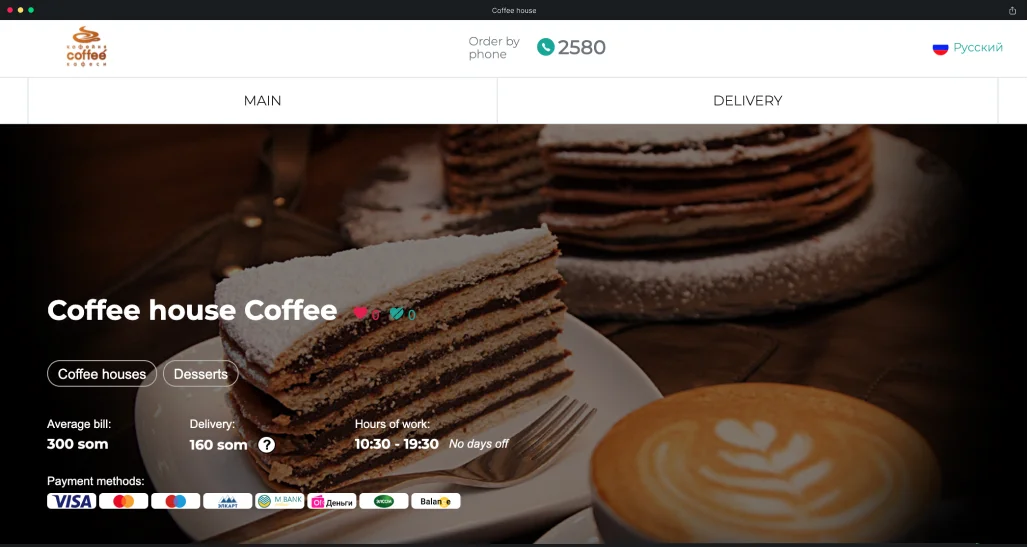 Coffee house
кофейня
coffee
кофеси
Order by
phone
2580
Русский
MAIN
DELIVERY
Coffee house Coffee
0
0
Coffee houses
Desserts
Average bill:
300 som
Delivery:
160 som
?
Hours of work:
10:30 - 19:30
No days off
Payment methods:
VISA
ЭЛКАРТ
M BANK
О! Деньги
ЭЛСОМ
Balance